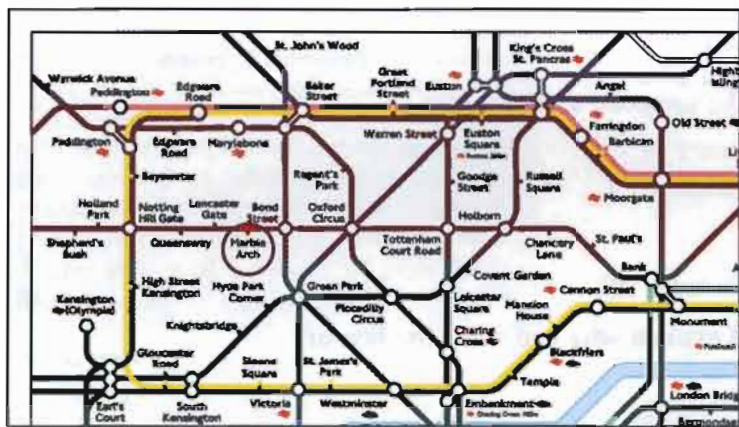 St. John's Wood
King's Cross
St. Pancras
Warwick Avenue
Paddington
Edgware
Road
Baker
Street
Great
Portland
Street
Euston
Angel
Warren Street
Euston
Square
Farringdon
Barbican
Old Street
Paddington
Edgware
Road
Marylebone
Bayswater
Regent's
Park
Goodge
Street
Russell
Square
Moorgate
Holland
Park
Notting
Hill Gate
Lancaster
Gate
Bond
Street
Oxford
Circus
Holborn
Shepherd's
Bush
Queensway
Marble
Arch
Tottenham
Court Road
Chancery
Lane
St. Paul's
Bank
High Street
Kensington
Hyde Park
Corner
Green Park
Covent Garden
Leicester
Square
Cannon Street
Mansion
House
Kensington
(Olympia)
Knightsbridge
Piccadilly
Circus
Charing
Cross
Monument
Gloucester
Road
Sloane
Square
St. James's
Park
Blackfriars
Temple
Earl's
Court
South
Kensington
Victoria
Westminster
Embankment
London Bridge